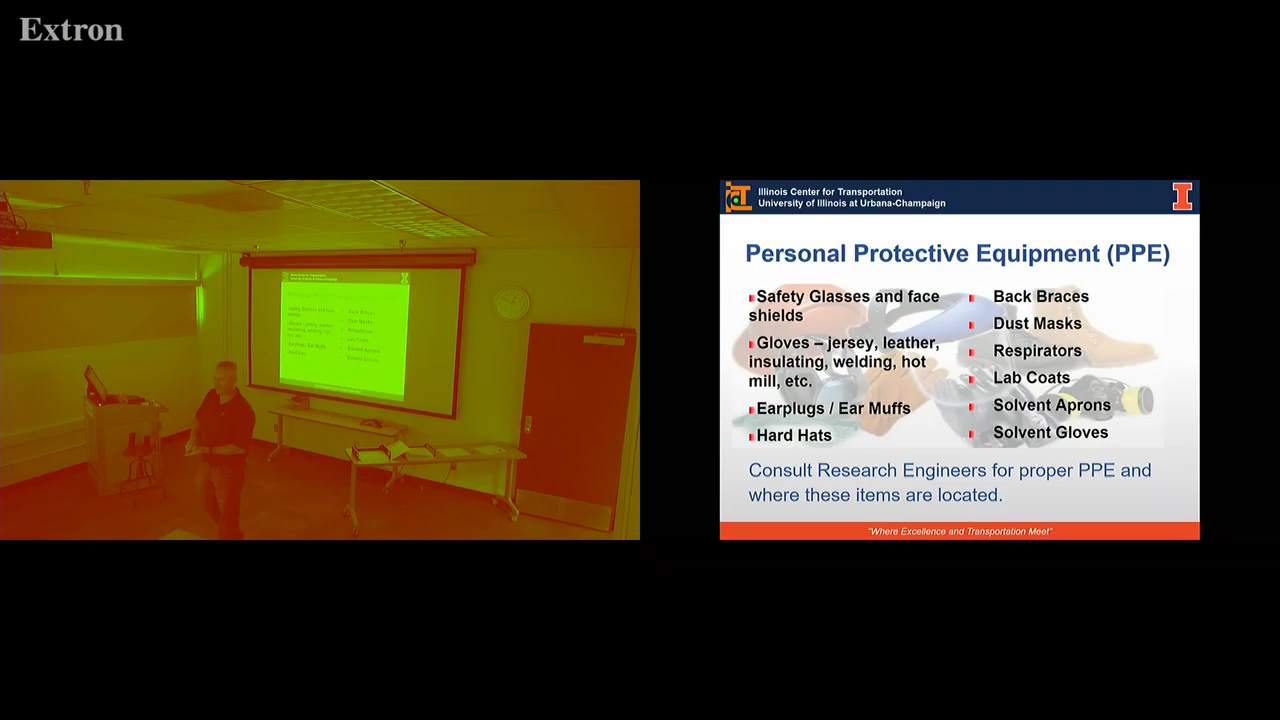 Extron
Illinois Center for Transportation
University of Illinois at Urbana-Champaign
I
Personal Protective Equipment (PPE)
Safety Glasses and face
shields
Gloves – jersey, leather,
insulating, welding, hot
mill, etc.
Earplugs / Ear Muffs
Hard Hats
Back Braces
Dust Masks
Respirators
Lab Coats
Solvent Aprons
Solvent Gloves
Consult Research Engineers for proper PPE and
where these items are located.
"Where Excellence and Transportation Meet"